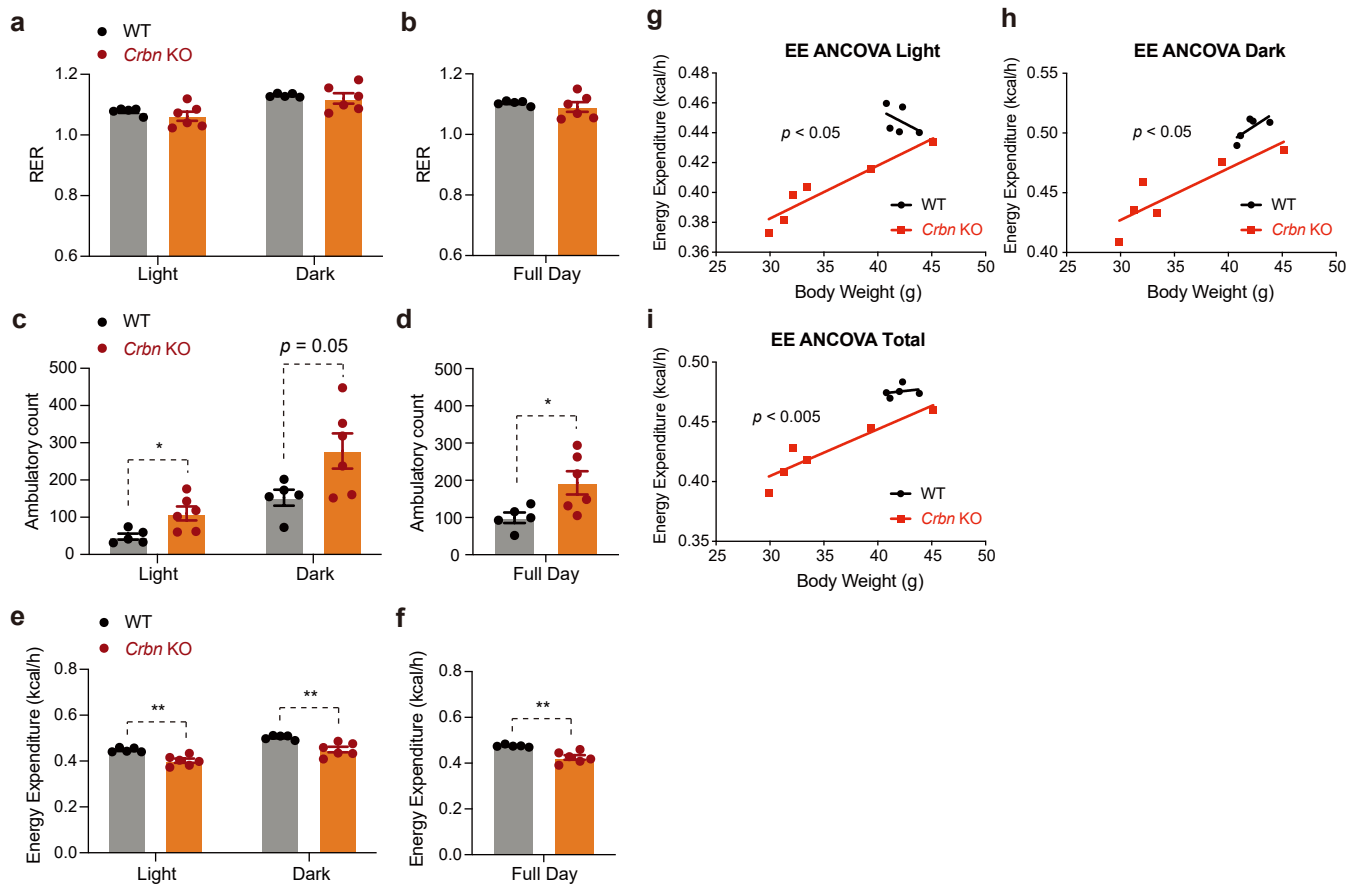 a
WT
Crbn KO
RER
1.2
1.0
0.8
0.6
Light
Dark
b
RER
1.2
1.0
0.8
0.6
Full Day
c
WT
Crbn KO
Ambulatory count
500
400
300
200
100
0
*
p = 0.05
Light
Dark
d
Ambulatory count
500
400
300
200
100
0
*
Full Day
e
WT
Crbn KO
Energy Expenditure (kcal/h)
0.8
0.6
0.4
0.2
0.0
**
**
Light
Dark
f
Energy Expenditure (kcal/h)
0.8
0.6
0.4
0.2
0.0
**
Full Day
g
EE ANCOVA Light
Energy Expenditure (kcal/h)
0.48
0.46
0.44
0.42
0.40
0.38
0.36
p < 0.05
WT
Crbn KO
25 30 35 40 45 50
Body Weight (g)
h
EE ANCOVA Dark
Energy Expenditure (kcal/h)
0.55
0.50
0.45
0.40
p < 0.05
WT
Crbn KO
25 30 35 40 45 50
Body Weight (g)
i
EE ANCOVA Total
Energy Expenditure (kcal/h)
0.50
0.45
0.40
0.35
p < 0.005
WT
Crbn KO
25 30 35 40 45 50
Body Weight (g)